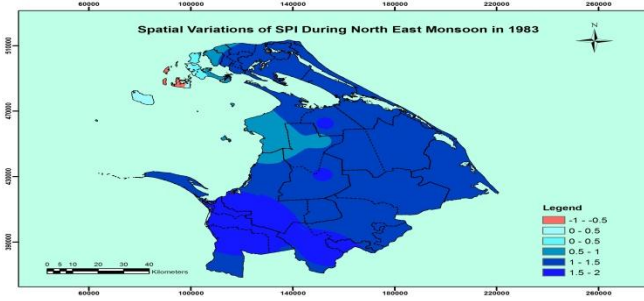 60000 100000 140000 180000 220000 260000
Spatial Variations of SPI During North East Monsoon in 1983
N
510000
470000
430000
390000
Legend
-1 - -0.5
0 - 0.5
0 - 0.5
0.5 - 1
1 - 1.5
1.5 - 2
0 5 10 20 30 40
Kilometers
60000 100000 140000 180000 220000 260000